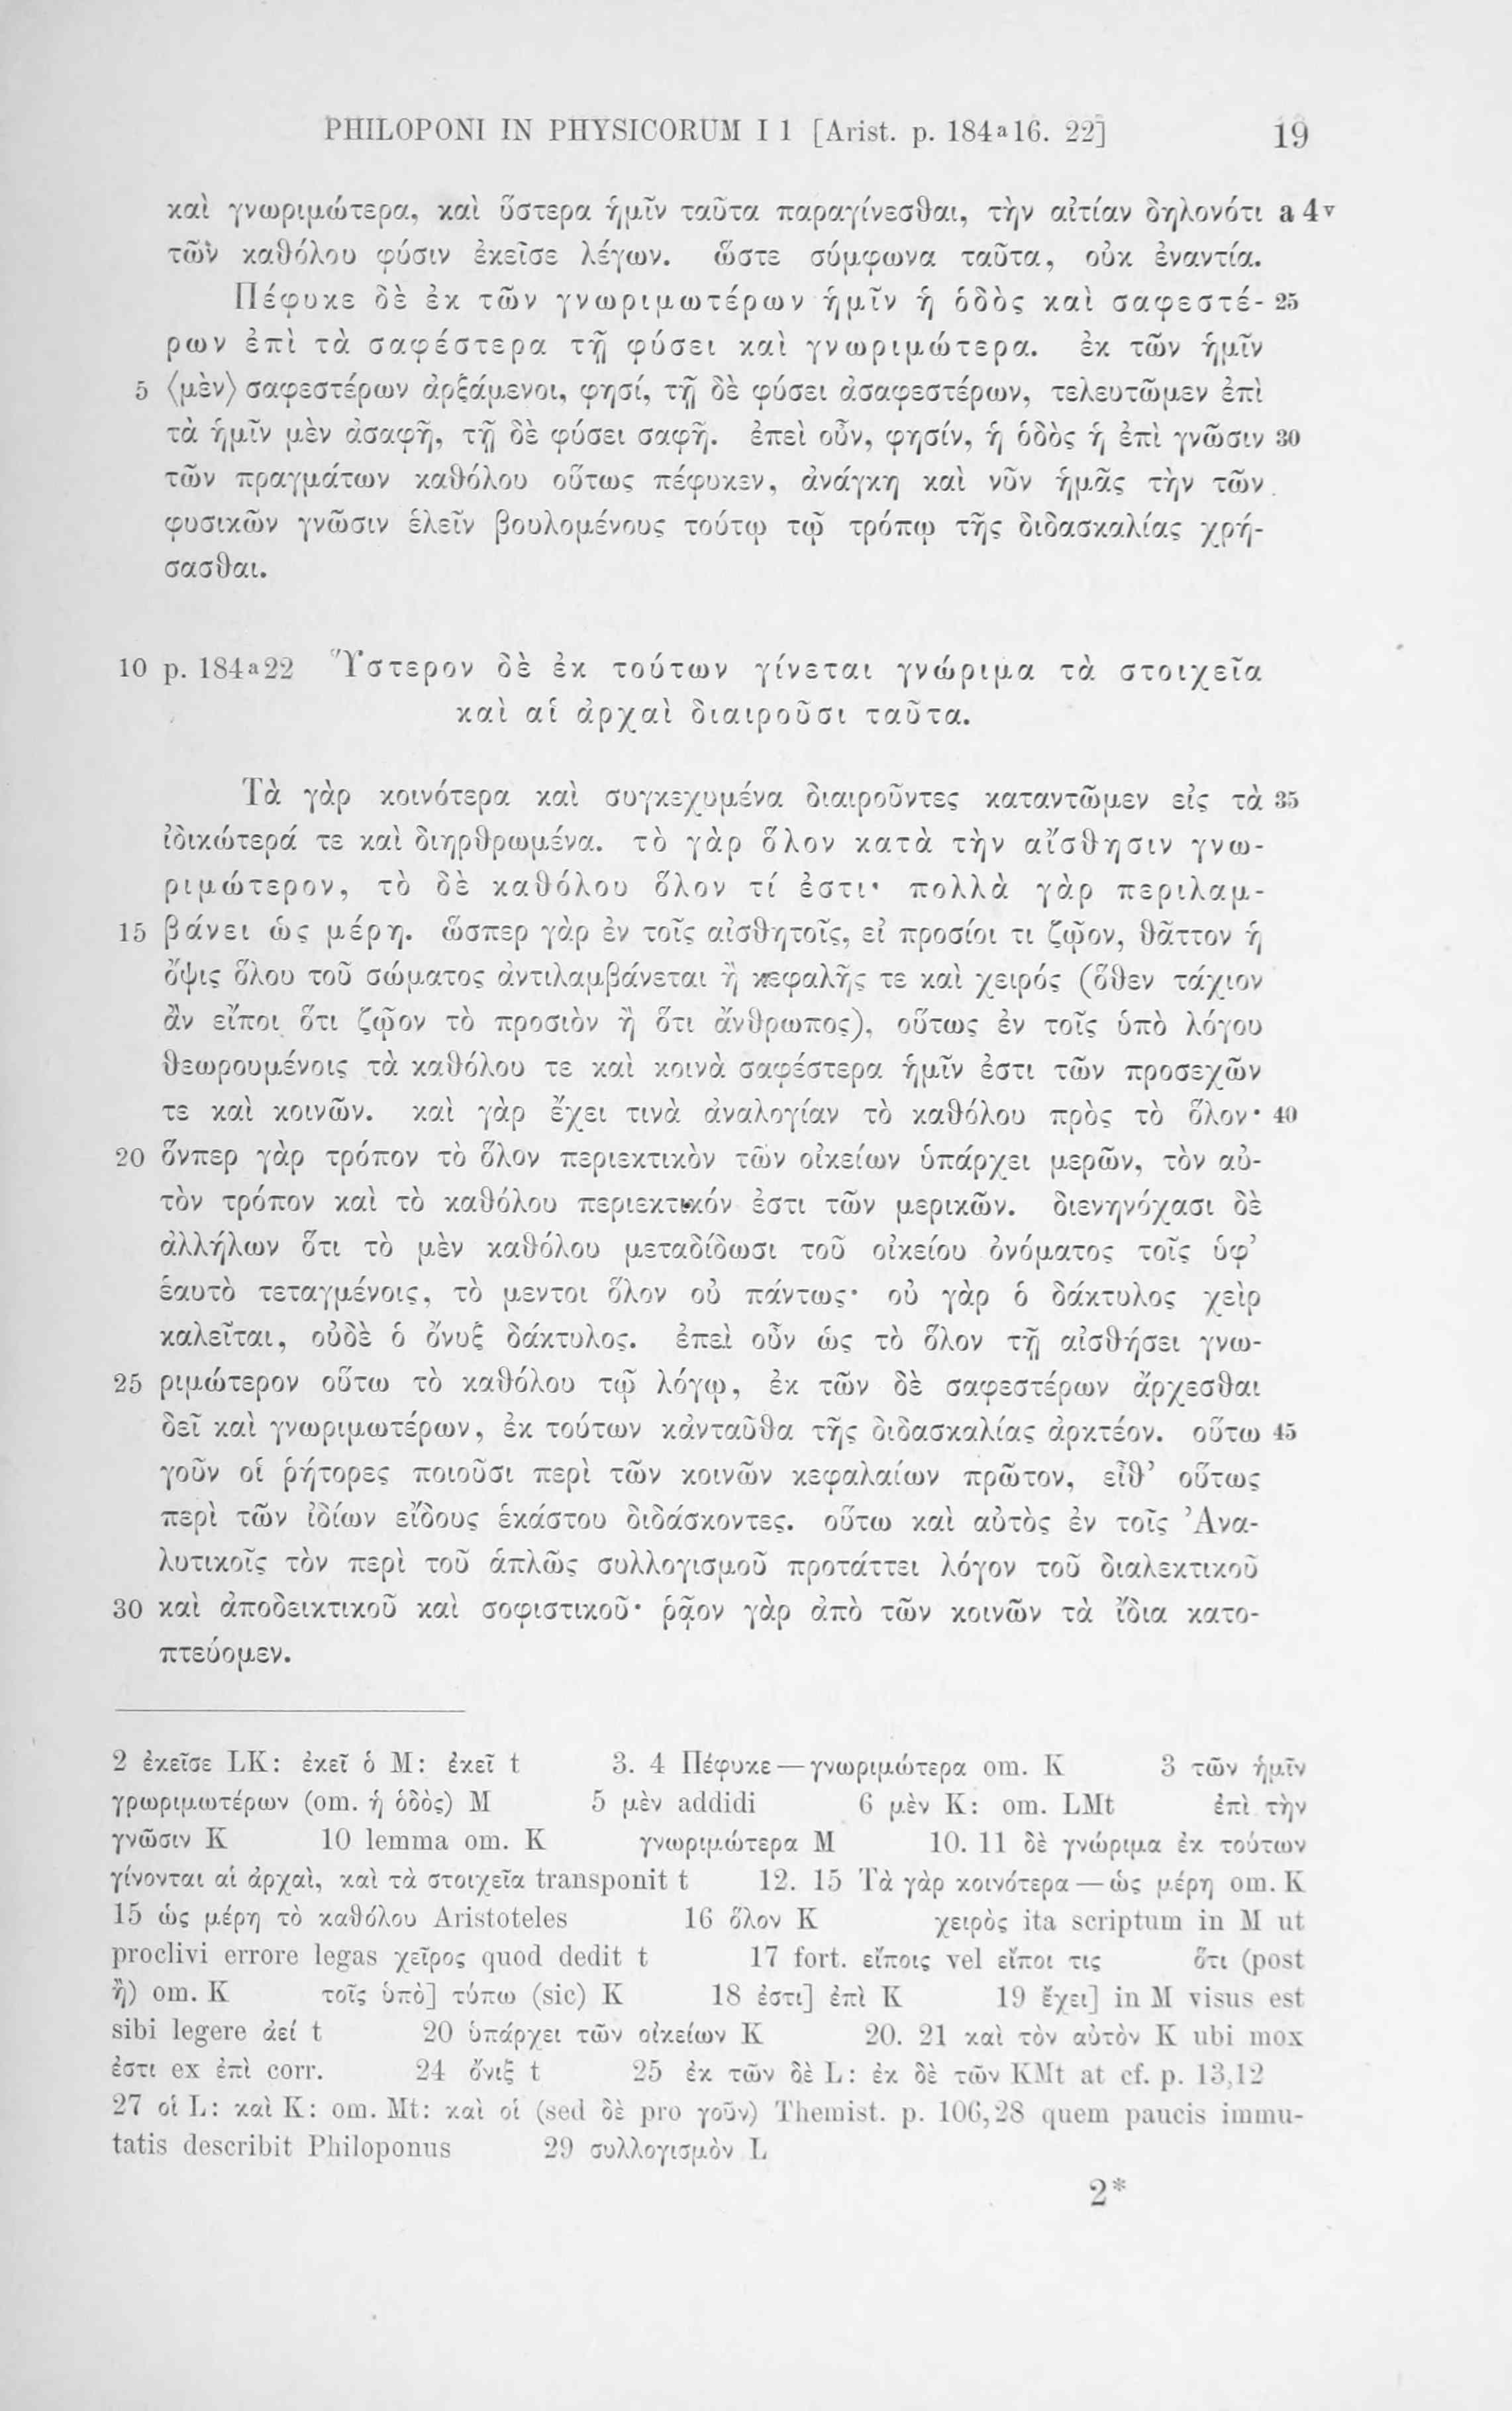 PHILOPONI IN PHYSICORUM I 1 [Arist. p. 184ᵃ16. 22] 19
καὶ γνωριμώτερα, καὶ ὕστερα ἡμῖν ταῦτα παραγίνεσθαι, τὴν αἰτίαν δηλονότι a 4ᵛ
τῶν καθόλου φύσιν ἐκεῖσε λέγων. ὥστε σύμφωνα ταῦτα, οὐκ ἐναντία.
Πέφυκε δὲ ἐκ τῶν γνωριμωτέρων ἡμῖν ἡ ὁδὸς καὶ σαφεστέ- 25
ρων ἐπὶ τὰ σαφέστερα τῇ φύσει καὶ γνωριμώτερα. ἐκ τῶν ἡμῖν
5 ⟨μὲν⟩ σαφεστέρων ἀρξάμενοι, φησί, τῇ δὲ φύσει ἀσαφεστέρων, τελευτῶμεν ἐπὶ
τὰ ἡμῖν μὲν ἀσαφῆ, τῇ δὲ φύσει σαφῆ. ἐπεὶ οὖν, φησίν, ἡ ὁδὸς ἡ ἐπὶ γνῶσιν 30
τῶν πραγμάτων καθόλου οὕτως πέφυκεν, ἀνάγκη καὶ νῦν ἡμᾶς τὴν τῶν
φυσικῶν γνῶσιν ἑλεῖν βουλομένους τούτῳ τῷ τρόπῳ τῆς διδασκαλίας χρή-
σασθαι.
10 p. 184ᵃ22 Ὕστερον δὲ ἐκ τούτων γίνεται γνώριμα τὰ στοιχεῖα
καὶ αἱ ἀρχαὶ διαιροῦσι ταῦτα.
Τὰ γὰρ κοινότερα καὶ συγκεχυμένα διαιροῦντες καταντῶμεν εἰς τὰ 35
ἰδικώτερά τε καὶ διηρθρωμένα. τὸ γὰρ ὅλον κατὰ τὴν αἴσθησιν γνω-
ριμώτερον, τὸ δὲ καθόλου ὅλον τί ἐστι· πολλὰ γὰρ περιλαμ-
15 βάνει ὡς μέρη. ὥσπερ γὰρ ἐν τοῖς αἰσθητοῖς, εἰ προσίοι τι ζῷον, θᾶττον ἡ
ὄψις ὅλου τοῦ σώματος ἀντιλαμβάνεται ἢ κεφαλῆς τε καὶ χειρός (ὅθεν τάχιον
ἂν εἴποι ὅτι ζῷον τὸ προσιὸν ἢ ὅτι ἄνθρωπος), οὕτως ἐν τοῖς ὑπὸ λόγου
θεωρουμένοις τὰ καθόλου τε καὶ κοινὰ σαφέστερα ἡμῖν ἐστι τῶν προσεχῶν
τε καὶ κοινῶν. καὶ γὰρ ἔχει τινὰ ἀναλογίαν τὸ καθόλου πρὸς τὸ ὅλον· 40
20 ὅνπερ γὰρ τρόπον τὸ ὅλον περιεκτικὸν τῶν οἰκείων ὑπάρχει μερῶν, τὸν αὐ-
τὸν τρόπον καὶ τὸ καθόλου περιεκτικόν ἐστι τῶν μερικῶν. διενηνόχασι δὲ
ἀλλήλων ὅτι τὸ μὲν καθόλου μεταδίδωσι τοῦ οἰκείου ὀνόματος τοῖς ὑφ’
ἑαυτὸ τεταγμένοις, τὸ μεντοι ὅλον οὐ πάντως· οὐ γὰρ ὁ δάκτυλος χεὶρ
καλεῖται, οὐδὲ ὁ ὄνυξ δάκτυλος. ἐπεὶ οὖν ὡς τὸ ὅλον τῇ αἰσθήσει γνω-
25 ριμώτερον οὕτω τὸ καθόλου τῷ λόγῳ, ἐκ τῶν δὲ σαφεστέρων ἄρχεσθαι
δεῖ καὶ γνωριμωτέρων, ἐκ τούτων κἀνταῦθα τῆς διδασκαλίας ἀρκτέον. οὕτω 45
γοῦν οἱ ῥήτορες ποιοῦσι περὶ τῶν κοινῶν κεφαλαίων πρῶτον, εἶθ’ οὕτως
περὶ τῶν ἰδίων εἴδους ἑκάστου διδάσκοντες. οὕτω καὶ αὐτὸς ἐν τοῖς Ἀνα-
λυτικοῖς τὸν περὶ τοῦ ἁπλῶς συλλογισμοῦ προτάττει λόγον τοῦ διαλεκτικοῦ
30 καὶ ἀποδεικτικοῦ καὶ σοφιστικοῦ· ῥᾷον γὰρ ἀπὸ τῶν κοινῶν τὰ ἴδια κατο-
πτεύομεν.
2 ἐκεῖσε LK: ἐκεῖ ὁ M: ἐκεῖ t 3. 4 Πέφυκε—γνωριμώτερα om. K 3 τῶν ἡμῖν
γρωριμωτέρων (om. ἡ ὁδὸς) M 5 μὲν addidi 6 μὲν K: om. LMt ἐπὶ τὴν
γνῶσιν K 10 lemma om. K γνωριμώτερα M 10. 11 δὲ γνώριμα ἐκ τούτων
γίνονται αἱ ἀρχαὶ, καὶ τὰ στοιχεῖα transponit t 12. 15 Τὰ γὰρ κοινότερα—ὡς μέρη om. K
15 ὡς μέρη τὸ καθόλου Aristoteles 16 ὅλον K χειρὸς ita scriptum in M ut
proclivi errore legas χεῖρος quod dedit t 17 fort. εἴποις vel εἴποι τις ὅτι (post
ἢ) om. K τοῖς ὑπὸ] τύπω (sic) K 18 ἐστι] ἐπὶ K 19 ἔχει] in M visus est
sibi legere ἀεί t 20 ὑπάρχει τῶν οἰκείων K 20. 21 καὶ τὸν αὐτὸν K ubi mox
ἐστι ex ἐπὶ corr. 24 ὄνιξ t 25 ἐκ τῶν δὲ L: ἐκ δὲ τῶν KMt at cf. p. 13,12
27 οἱ L: καὶ K: om. Mt: καὶ οἱ (sed δὲ pro γοῦν) Themist. p. 106,28 quem paucis immu-
tatis describit Philoponus 29 συλλογισμὸν L
2*